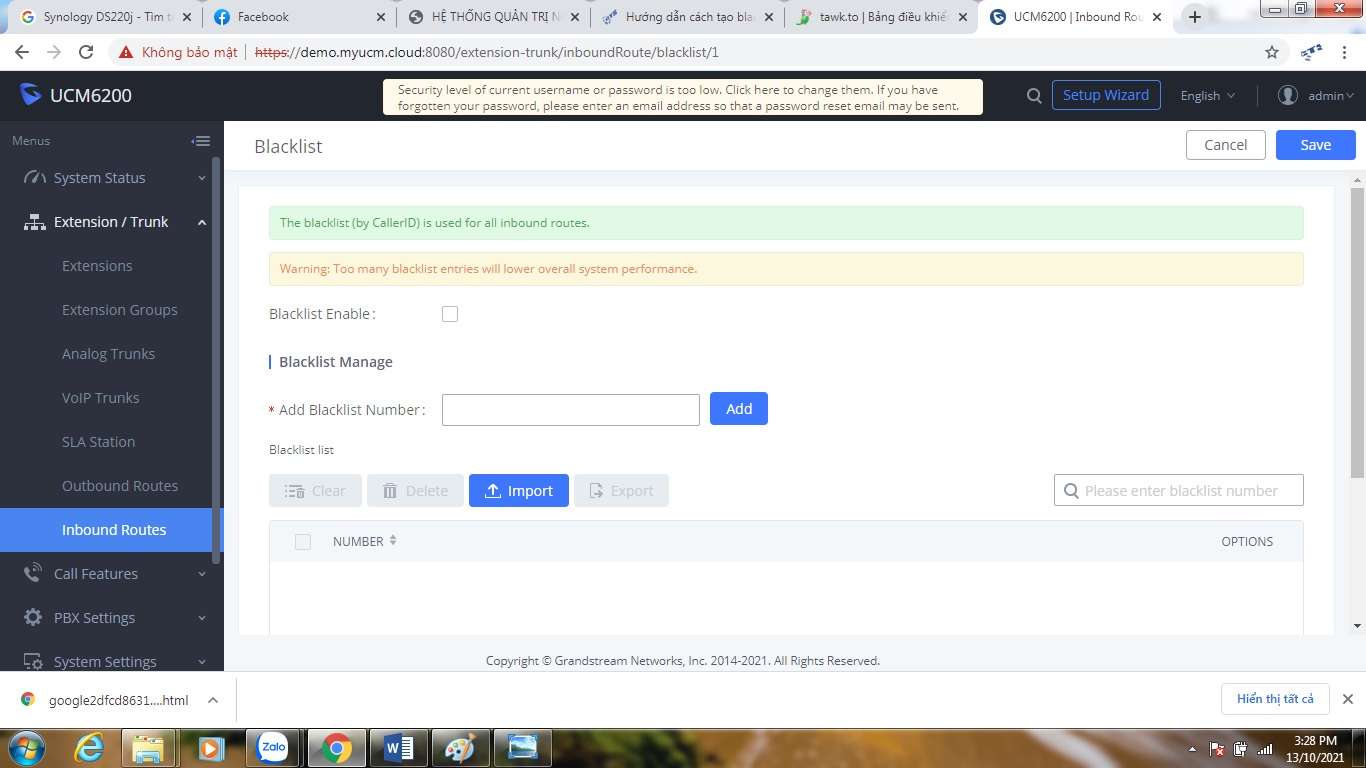 Synology DS220j - Tìm t
Facebook
HỆ THỐNG QUẢN TRỊ N
Hướng dẫn cách tạo bla
tawk.to | Bảng điều khiể
UCM6200 | Inbound Rou
Không bảo mật | https://demo.myucm.cloud:8080/extension-trunk/inboundRoute/blacklist/1
UCM6200
Security level of current username or password is too low. Click here to change them. If you have
forgotten your password, please enter an email address so that a password reset email may be sent.
Setup Wizard
English
admin
Menus
System Status
Extension / Trunk
Extensions
Extension Groups
Analog Trunks
VoIP Trunks
SLA Station
Outbound Routes
Inbound Routes
Call Features
PBX Settings
System Settings
Blacklist
Cancel
Save
The blacklist (by CallerID) is used for all inbound routes.
Warning: Too many blacklist entries will lower overall system performance.
Blacklist Enable :
Blacklist Manage
* Add Blacklist Number :
Add
Blacklist list
Clear
Delete
Import
Export
Please enter blacklist number
NUMBER
OPTIONS
Copyright © Grandstream Networks, Inc. 2014-2021. All Rights Reserved.
google2dfcd8631....html
Hiển thị tất cả
Zalo
3:28 PM
13/10/2021